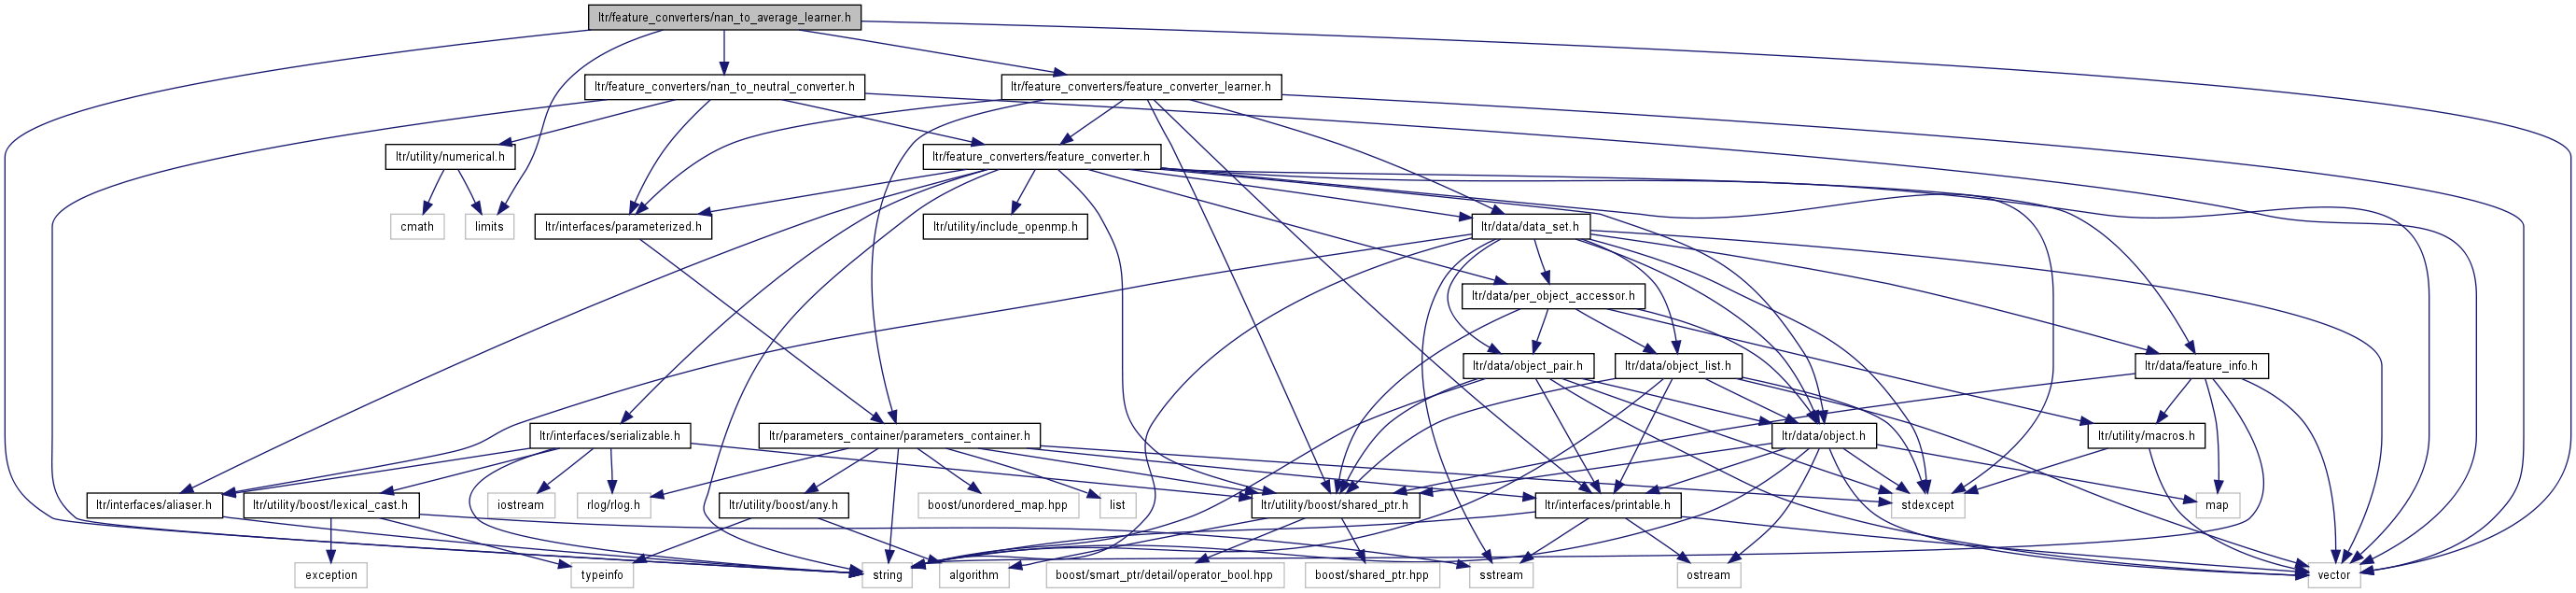 ltr/feature_converters/nan_to_average_learner.h
ltr/feature_converters/nan_to_neutral_converter.h
ltr/feature_converters/feature_converter_learner.h
ltr/utility/numerical.h
ltr/feature_converters/feature_converter.h
cmath
limits
ltr/interfaces/parameterized.h
ltr/utility/include_openmp.h
ltr/data/data_set.h
ltr/data/per_object_accessor.h
ltr/data/object_pair.h
ltr/data/object_list.h
ltr/data/feature_info.h
ltr/interfaces/serializable.h
ltr/parameters_container/parameters_container.h
ltr/data/object.h
ltr/utility/macros.h
ltr/interfaces/aliaser.h
ltr/utility/boost/lexical_cast.h
iostream
rlog/rlog.h
ltr/utility/boost/any.h
boost/unordered_map.hpp
list
ltr/utility/boost/shared_ptr.h
ltr/interfaces/printable.h
stdexcept
map
exception
typeinfo
string
algorithm
boost/smart_ptr/detail/operator_bool.hpp
boost/shared_ptr.hpp
sstream
ostream
vector